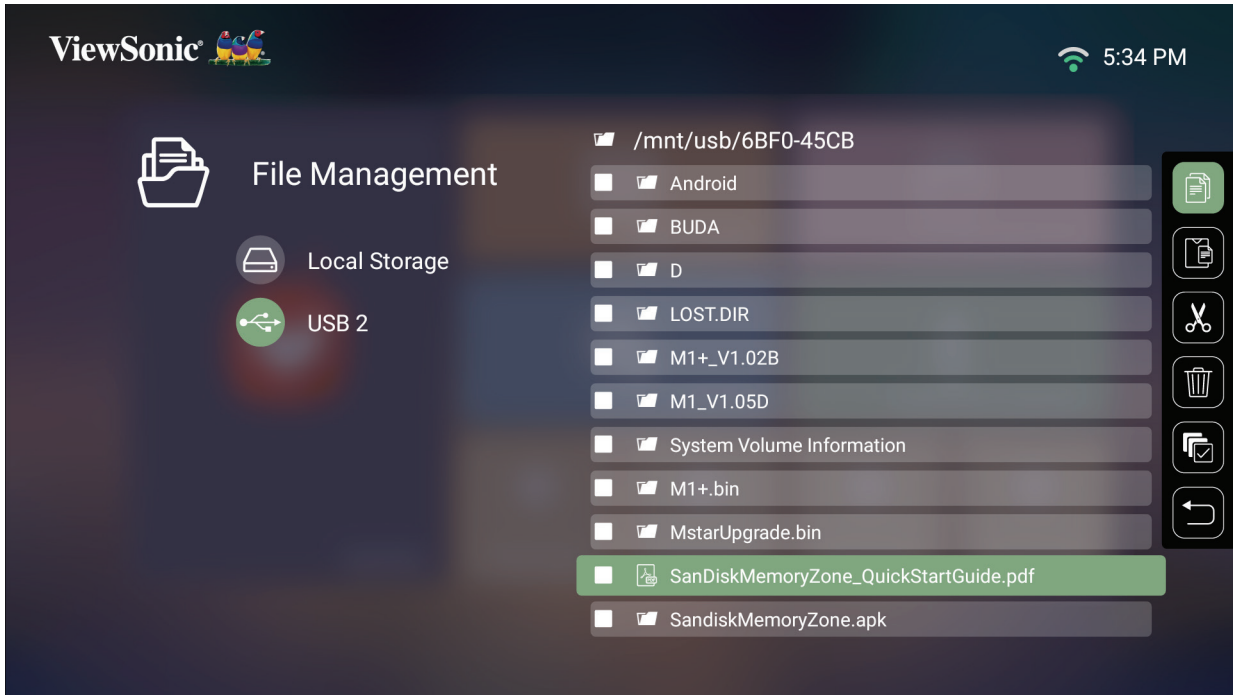 ViewSonic
5:34 PM
File Management
Local Storage
USB 2
/mnt/usb/6BF0-45CB
Android
BUDA
D
LOST.DIR
M1+_V1.02B
M1_V1.05D
System Volume Information
M1+.bin
MstarUpgrade.bin
SanDiskMemoryZone_QuickStartGuide.pdf
SandiskMemoryZone.apk